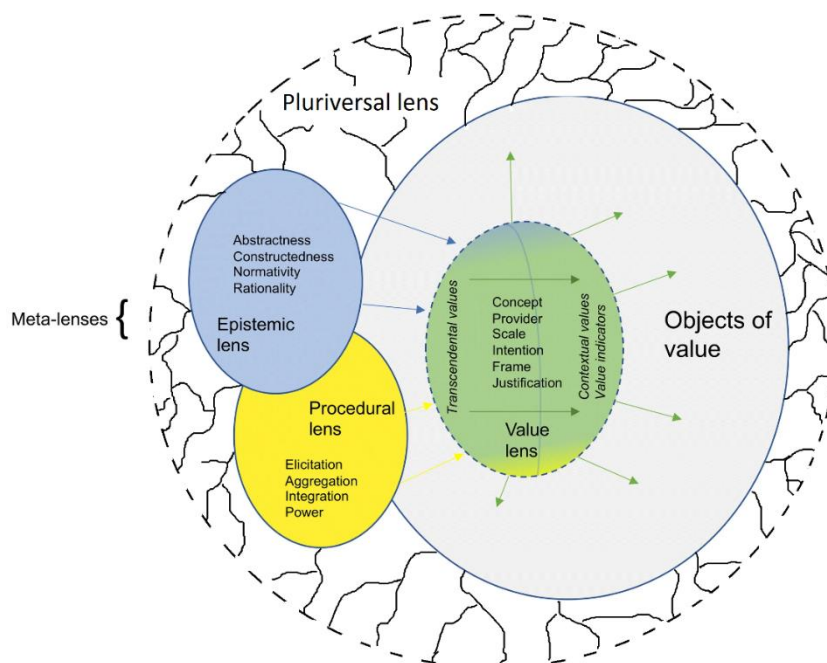 Pluriversal lens
Abstractness
Constructedness
Normativity
Rationality
Epistemic
lens
Meta-lenses {
Procedural
lens
Elicitation
Aggregation
Integration
Power
Transcendental values
Concept
Provider
Scale
Intention
Frame
Justification
Contextual values
Value indicators
Value
lens
Objects of
value